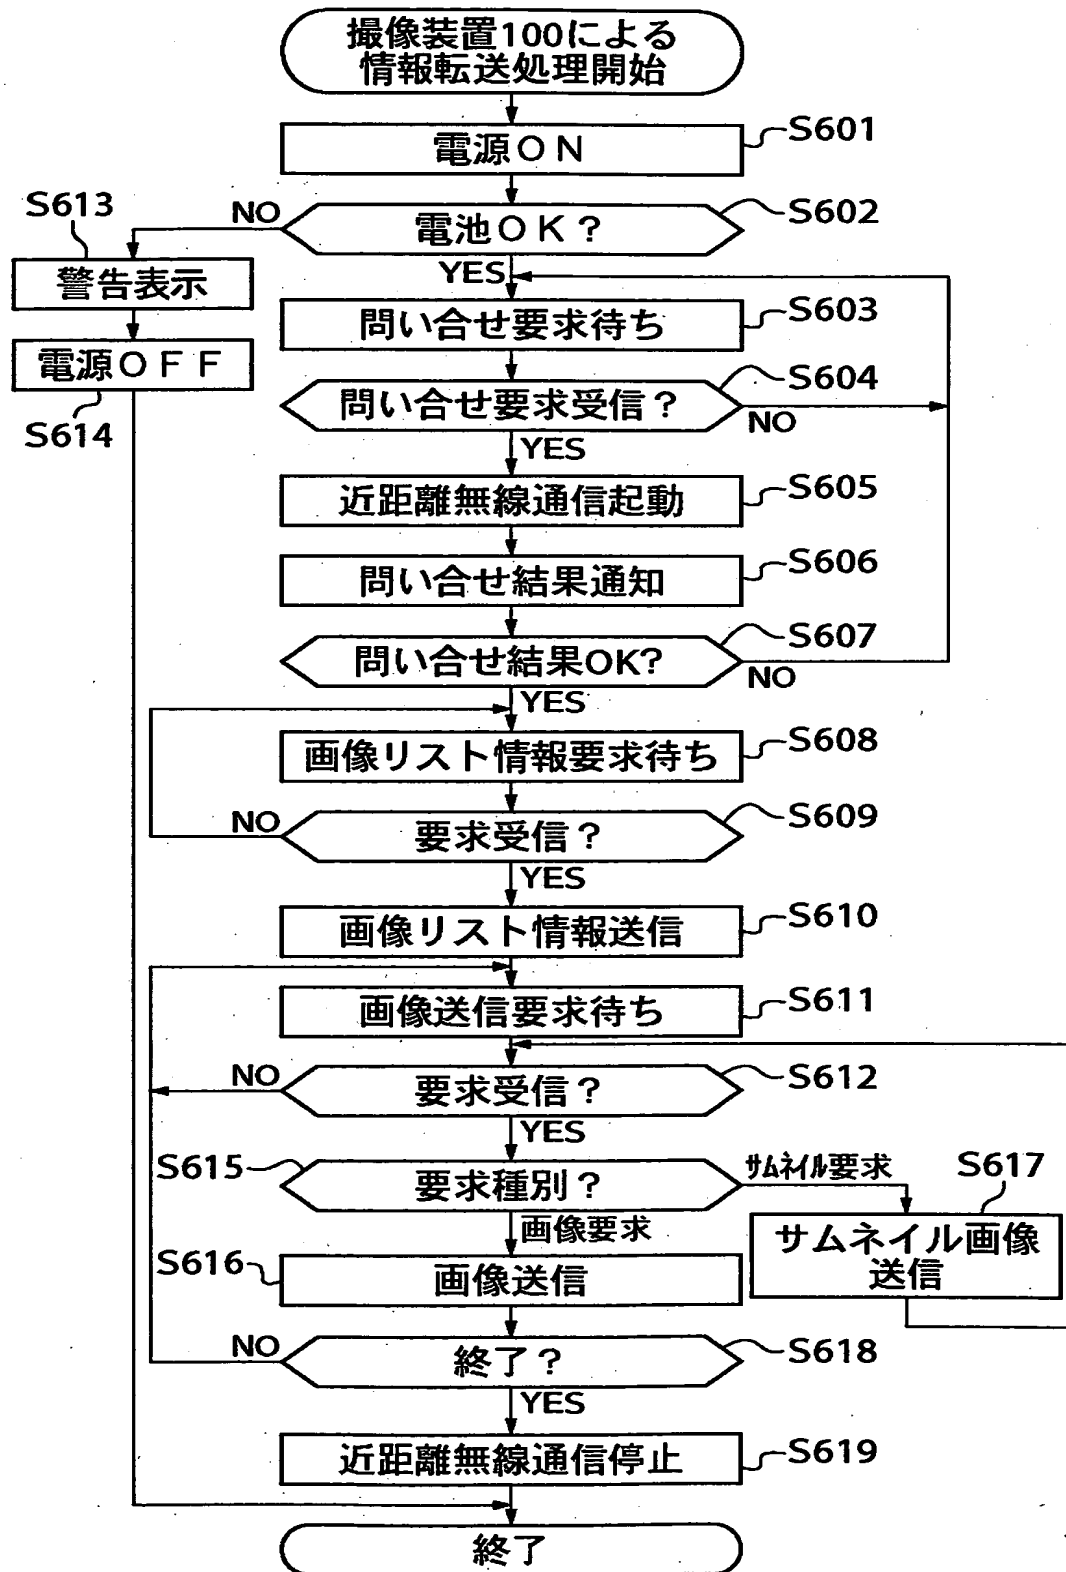 撮像装置100による
情報転送処理開始
電源ON
S601
電池OK?
S602
NO
YES
S613
警告表示
電源OFF
S614
問い合せ要求待ち
S603
問い合せ要求受信?
S604
NO
YES
近距離無線通信起動
S605
問い合せ結果通知
S606
問い合せ結果OK?
S607
NO
YES
画像リスト情報要求待ち
S608
要求受信?
S609
NO
YES
画像リスト情報送信
S610
画像送信要求待ち
S611
要求受信?
S612
NO
YES
S615
要求種別?
サムネイル要求
S617
サムネイル画像
送信
画像要求
S616
画像送信
終了?
S618
NO
YES
近距離無線通信停止
S619
終了